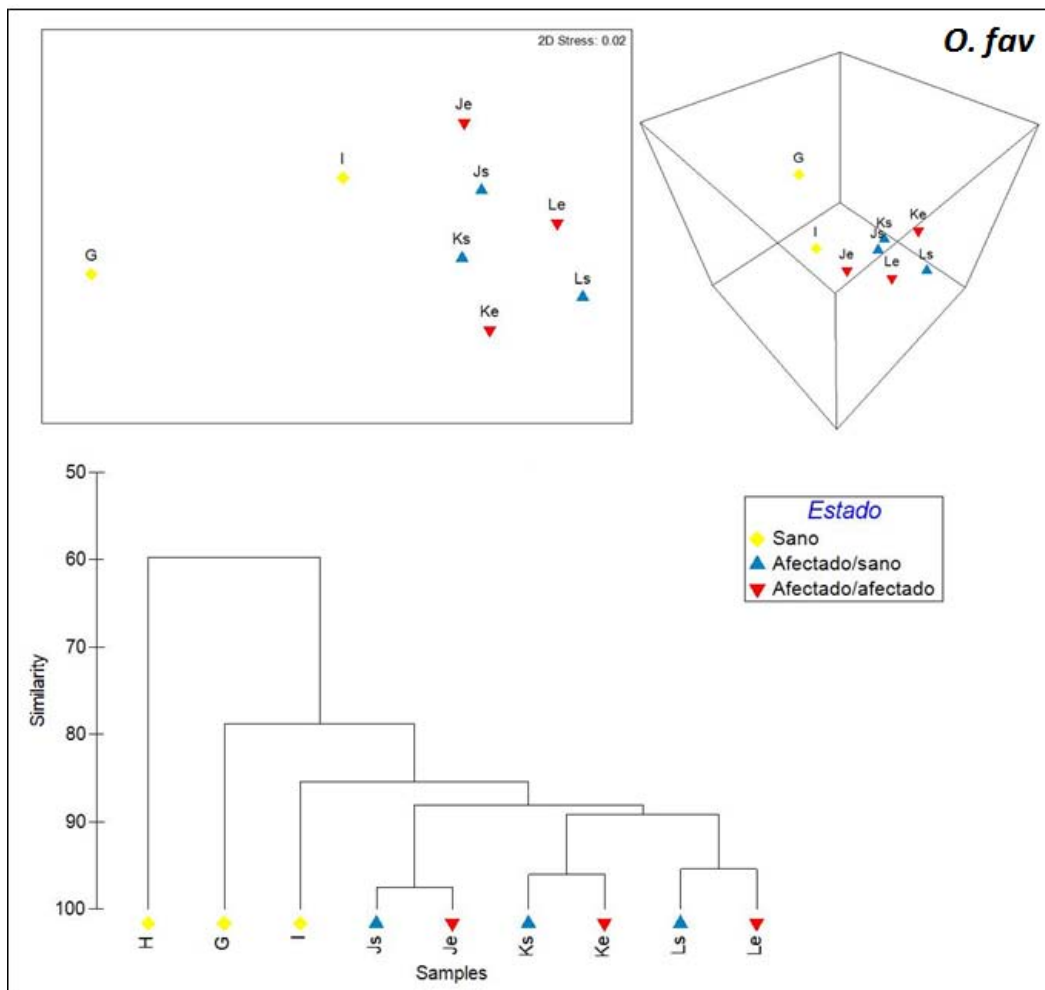 2D Stress: 0.02
O. fav
Je
I
Js
Le
Ks
G
Ls
Ke
G
Ks
Ke
Js
I
Je
Le
Ls
50
60
70
80
90
100
Similarity
Estado
Sano
Afectado/sano
Afectado/afectado
H
G
I
Js
Je
Ks
Ke
Ls
Le
Samples